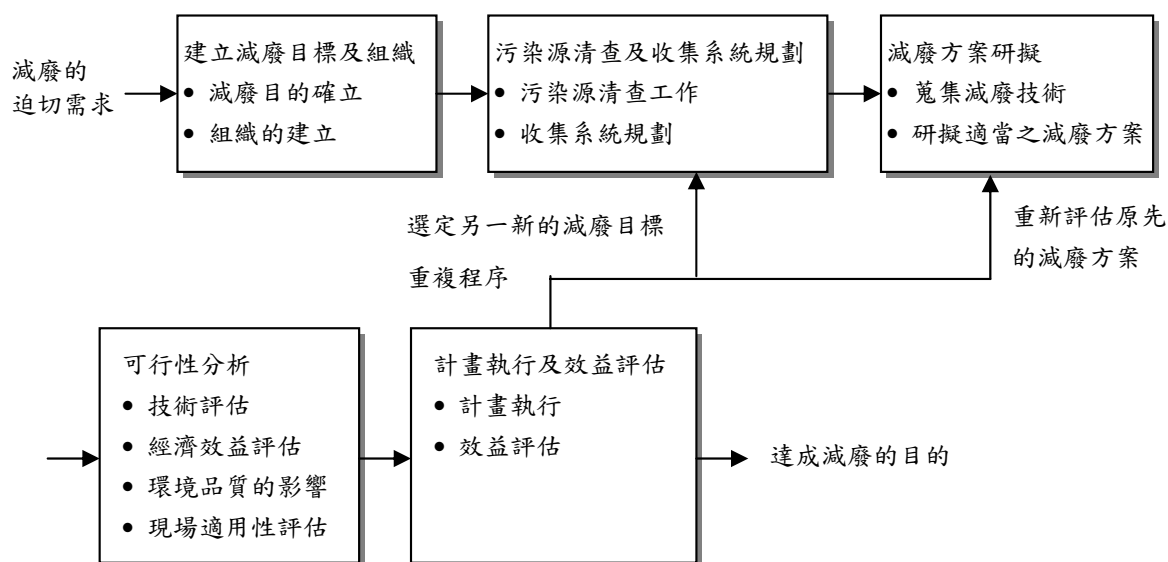 減廢的
迫切需求
建立減廢目標及組織
• 減廢目的確立
• 組織的建立
污染源清查及收集系統規劃
• 污染源清查工作
• 收集系統規劃
減廢方案研擬
• 蒐集減廢技術
• 研擬適當之減廢方案
選定另一新的減廢目標
重複程序
重新評估原先
的減廢方案
可行性分析
• 技術評估
• 經濟效益評估
• 環境品質的影響
• 現場適用性評估
計畫執行及效益評估
• 計畫執行
• 效益評估
達成減廢的目的